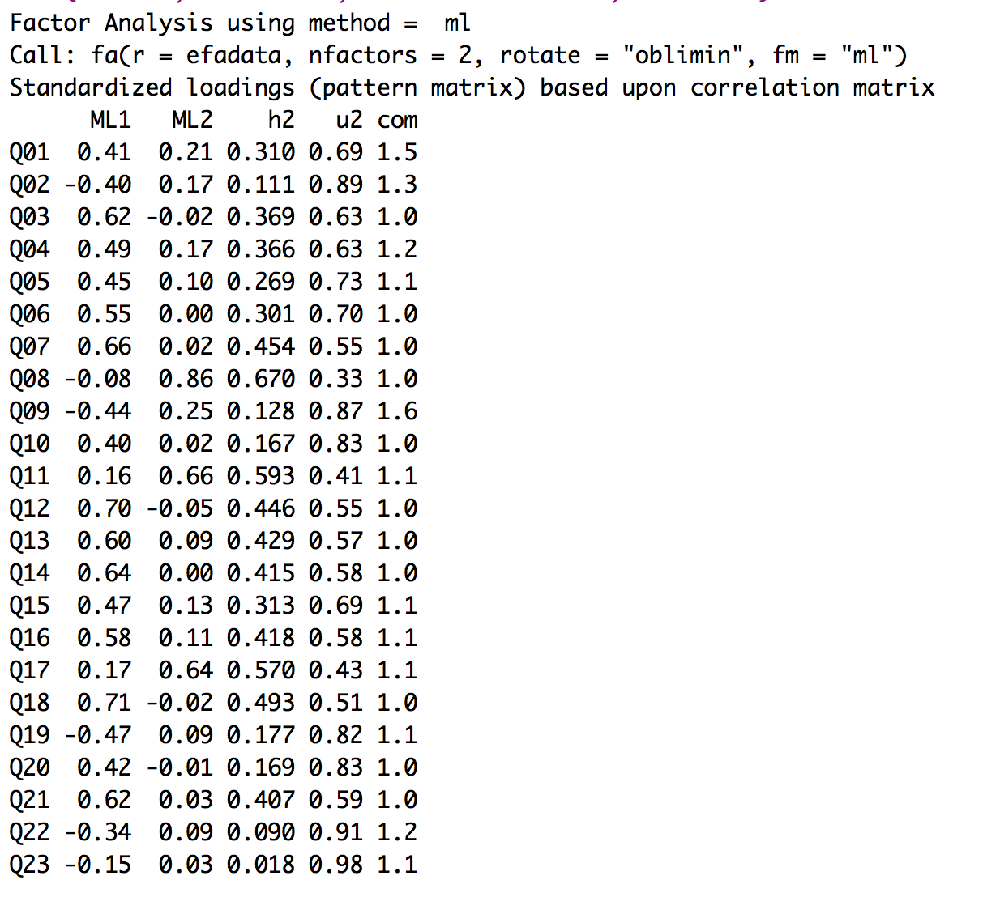 Factor Analysis using method =  ml
Call: fa(r = efadata, nfactors = 2, rotate = "oblimin", fm = "ml")
Standardized loadings (pattern matrix) based upon correlation matrix
      ML1   ML2    h2   u2 com
Q01  0.41  0.21 0.310 0.69 1.5
Q02 -0.40  0.17 0.111 0.89 1.3
Q03  0.62 -0.02 0.369 0.63 1.0
Q04  0.49  0.17 0.366 0.63 1.2
Q05  0.45  0.10 0.269 0.73 1.1
Q06  0.55  0.00 0.301 0.70 1.0
Q07  0.66  0.02 0.454 0.55 1.0
Q08 -0.08  0.86 0.670 0.33 1.0
Q09 -0.44  0.25 0.128 0.87 1.6
Q10  0.40  0.02 0.167 0.83 1.0
Q11  0.16  0.66 0.593 0.41 1.1
Q12  0.70 -0.05 0.446 0.55 1.0
Q13  0.60  0.09 0.429 0.57 1.0
Q14  0.64  0.00 0.415 0.58 1.0
Q15  0.47  0.13 0.313 0.69 1.1
Q16  0.58  0.11 0.418 0.58 1.1
Q17  0.17  0.64 0.570 0.43 1.1
Q18  0.71 -0.02 0.493 0.51 1.0
Q19 -0.47  0.09 0.177 0.82 1.1
Q20  0.42 -0.01 0.169 0.83 1.0
Q21  0.62  0.03 0.407 0.59 1.0
Q22 -0.34  0.09 0.090 0.91 1.2
Q23 -0.15  0.03 0.018 0.98 1.1